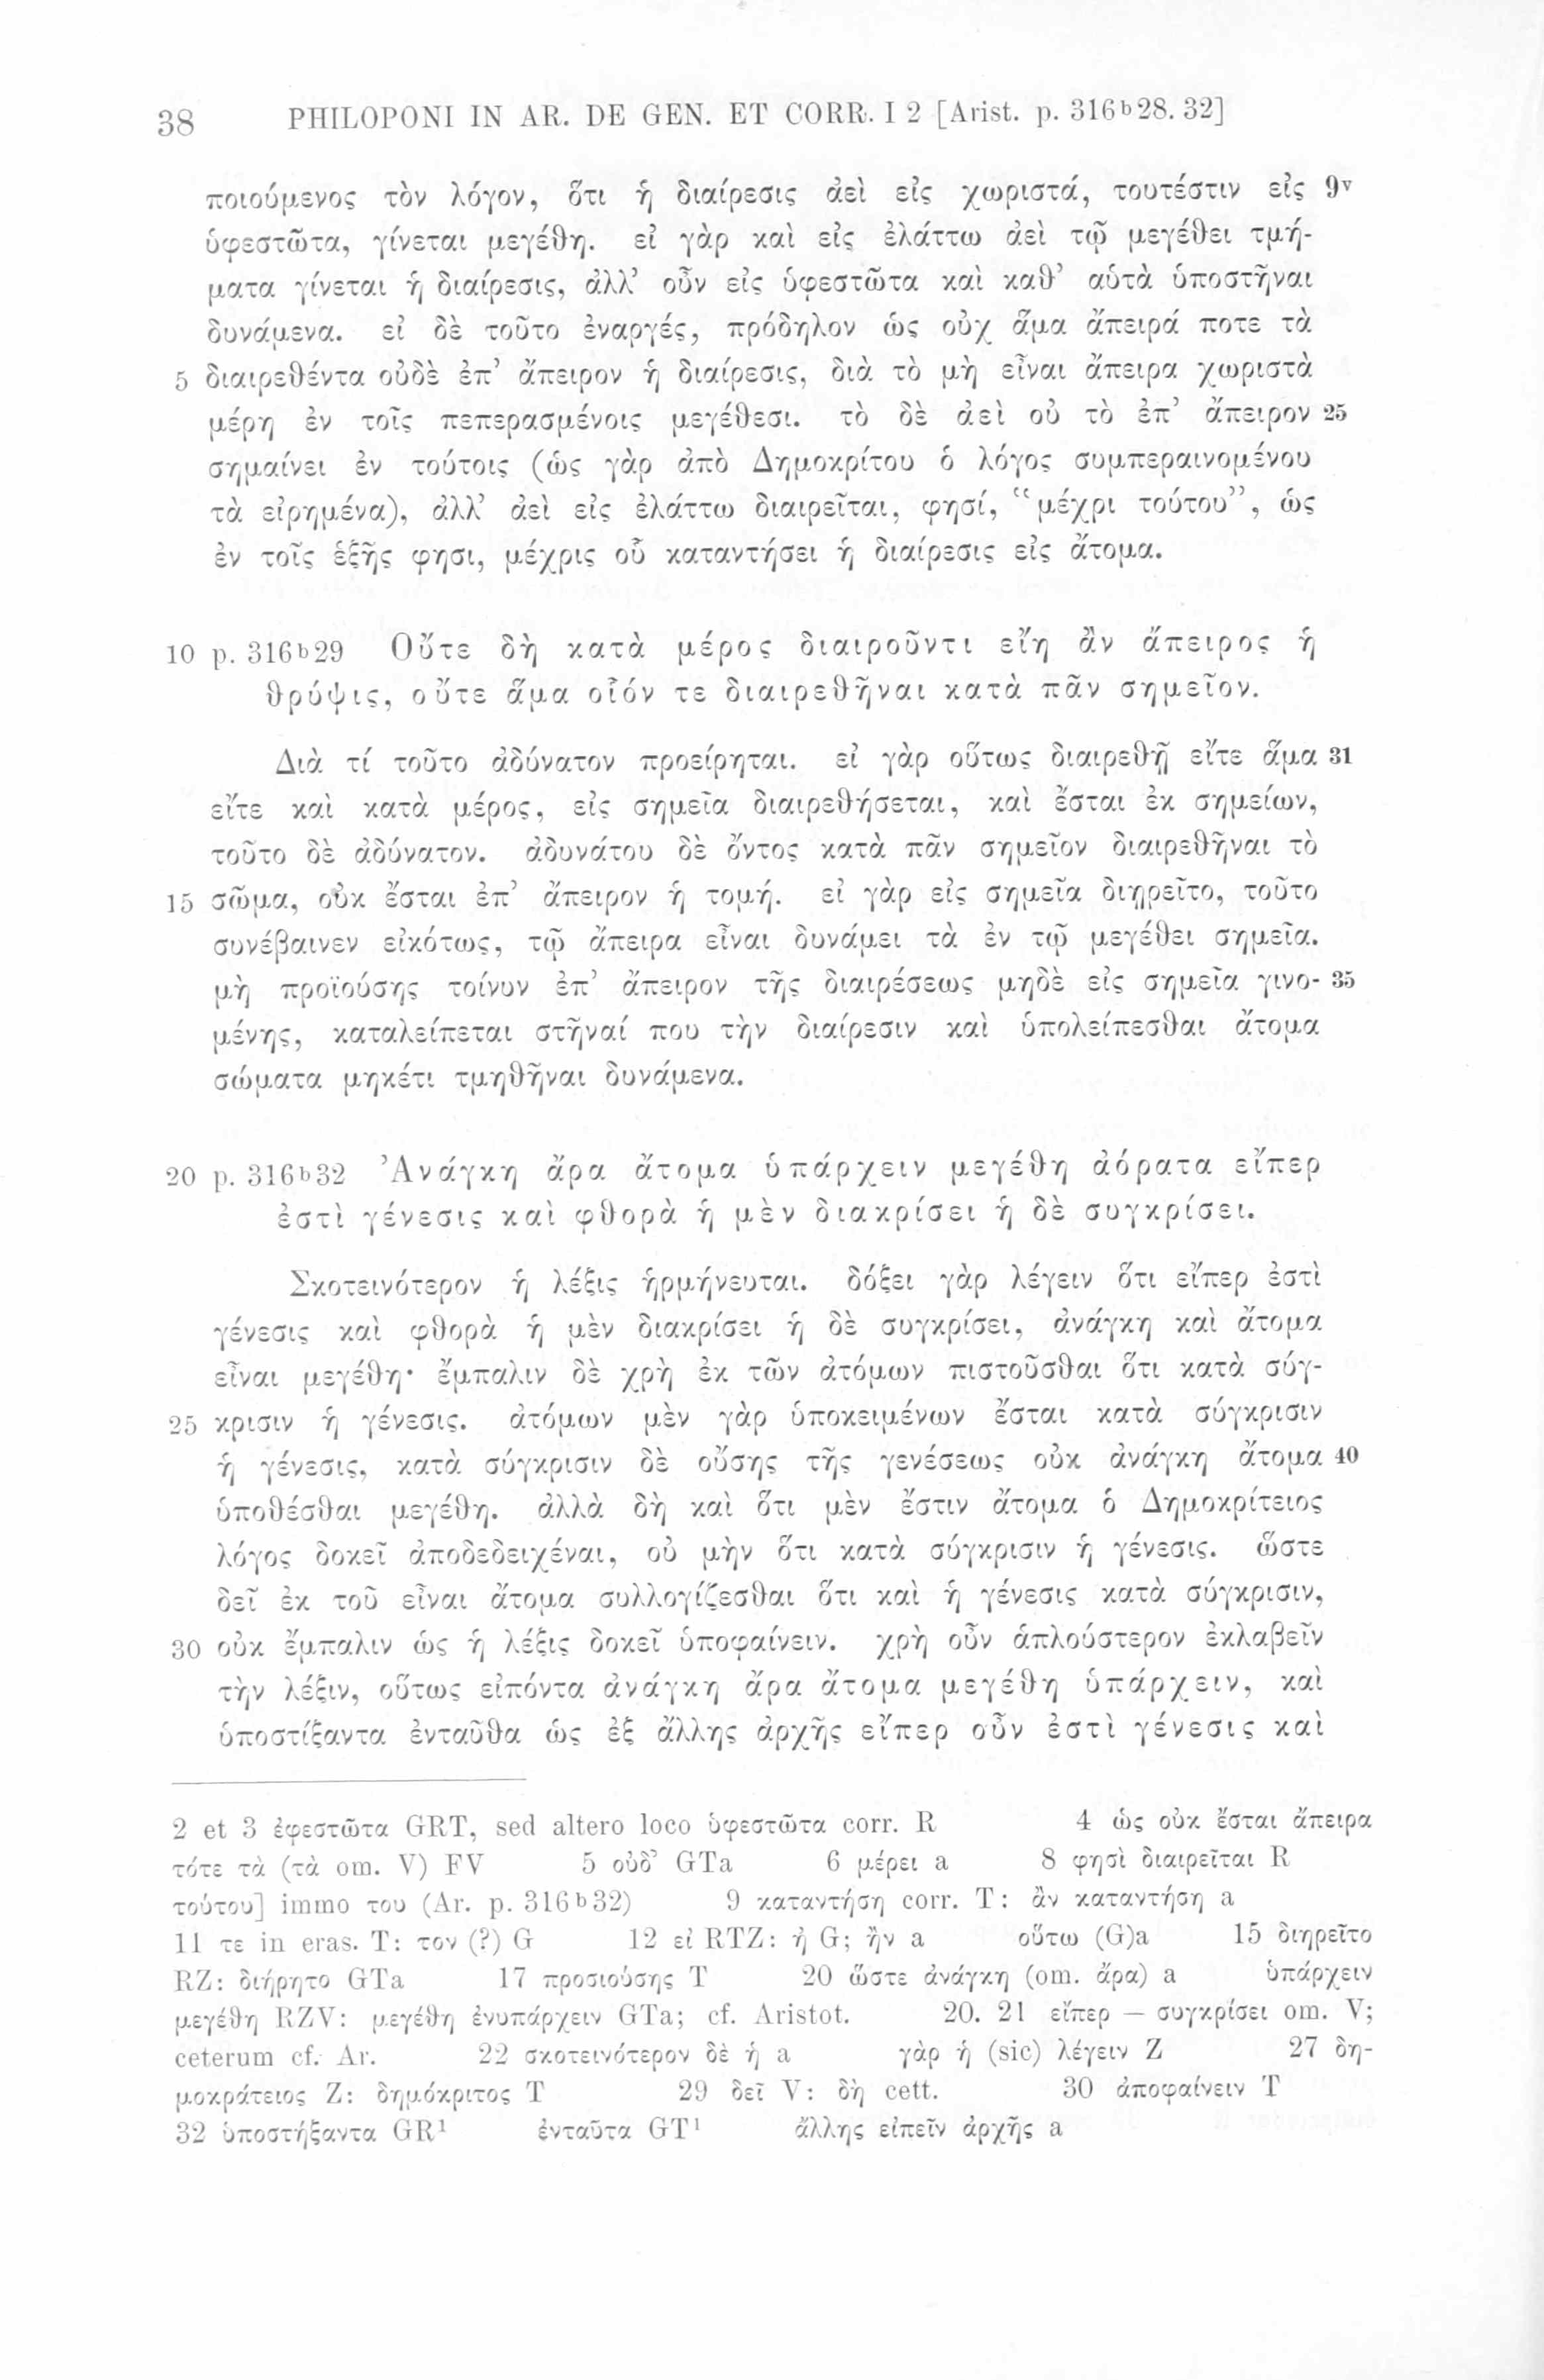 38 PHILOPONI IN AR. DE GEN. ET CORR. I 2 [Arist. p. 316ᵇ28. 32]
ποιούμενος τὸν λόγον, ὅτι ἡ διαίρεσις ἀεὶ εἰς χωριστά, τουτέστιν εἰς 9ᵛ
ὑφεστῶτα, γίνεται μεγέθη. εἰ γὰρ καὶ εἰς ἐλάττω ἀεὶ τῷ μεγέθει τμή-
ματα γίνεται ἡ διαίρεσις, ἀλλ’ οὖν εἰς ὑφεστῶτα καὶ καθ’ αὑτὰ ὑποστῆναι
δυνάμενα. εἰ δὲ τοῦτο ἐναργές, πρόδηλον ὡς οὐχ ἅμα ἄπειρά ποτε τὰ
5 διαιρεθέντα οὐδὲ ἐπ’ ἄπειρον ἡ διαίρεσις, διὰ τὸ μὴ εἶναι ἄπειρα χωριστὰ
μέρη ἐν τοῖς πεπερασμένοις μεγέθεσι. τὸ δὲ ἀεὶ οὐ τὸ ἐπ’ ἄπειρον 25
σημαίνει ἐν τούτοις (ὡς γὰρ ἀπὸ Δημοκρίτου ὁ λόγος συμπεραινομένου
τὰ εἰρημένα), ἀλλ’ ἀεὶ εἰς ἐλάττω διαιρεῖται, φησί, “μέχρι τούτου”, ὡς
ἐν τοῖς ἑξῆς φησι, μέχρις οὗ καταντήσει ἡ διαίρεσις εἰς ἄτομα.
10 p. 316ᵇ29 Οὔτε δὴ κατὰ μέρος διαιροῦντι εἴη ἂν ἄπειρος ἡ
θρύψις, οὔτε ἅμα οἷόν τε διαιρεθῆναι κατὰ πᾶν σημεῖον.
Διὰ τί τοῦτο ἀδύνατον προείρηται. εἰ γὰρ οὕτως διαιρεθῇ εἴτε ἅμα 31
εἴτε καὶ κατὰ μέρος, εἰς σημεῖα διαιρεθήσεται, καὶ ἔσται ἐκ σημείων,
τοῦτο δὲ ἀδύνατον. ἀδυνάτου δὲ ὄντος κατὰ πᾶν σημεῖον διαιρεθῆναι τὸ
15 σῶμα, οὐκ ἔσται ἐπ’ ἄπειρον ἡ τομή. εἰ γὰρ εἰς σημεῖα διῃρεῖτο, τοῦτο
συνέβαινεν εἰκότως, τῷ ἄπειρα εἶναι δυνάμει τὰ ἐν τῷ μεγέθει σημεῖα.
μὴ προϊούσης τοίνυν ἐπ’ ἄπειρον τῆς διαιρέσεως μηδὲ εἰς σημεῖα γινο- 35
μένης, καταλείπεται στῆναί που τὴν διαίρεσιν καὶ ὑπολείπεσθαι ἄτομα
σώματα μηκέτι τμηθῆναι δυνάμενα.
20 p. 316ᵇ32 Ἀνάγκη ἄρα ἄτομα ὑπάρχειν μεγέθη ἀόρατα εἴπερ
ἐστὶ γένεσις καὶ φθορὰ ἡ μὲν διακρίσει ἡ δὲ συγκρίσει.
Σκοτεινότερον ἡ λέξις ἡρμήνευται. δόξει γὰρ λέγειν ὅτι εἴπερ ἐστὶ
γένεσις καὶ φθορὰ ἡ μὲν διακρίσει ἡ δὲ συγκρίσει, ἀνάγκη καὶ ἄτομα
εἶναι μεγέθη· ἔμπαλιν δὲ χρὴ ἐκ τῶν ἀτόμων πιστοῦσθαι ὅτι κατὰ σύγ-
25 κρισιν ἡ γένεσις. ἀτόμων μὲν γὰρ ὑποκειμένων ἔσται κατὰ σύγκρισιν
ἡ γένεσις, κατὰ σύγκρισιν δὲ οὔσης τῆς γενέσεως οὐκ ἀνάγκη ἄτομα 40
ὑποθέσθαι μεγέθη. ἀλλὰ δὴ καὶ ὅτι μὲν ἔστιν ἄτομα ὁ Δημοκρίτειος
λόγος δοκεῖ ἀποδεδειχέναι, οὐ μὴν ὅτι κατὰ σύγκρισιν ἡ γένεσις. ὥστε
δεῖ ἐκ τοῦ εἶναι ἄτομα συλλογίζεσθαι ὅτι καὶ ἡ γένεσις κατὰ σύγκρισιν,
30 οὐκ ἔμπαλιν ὡς ἡ λέξις δοκεῖ ὑποφαίνειν. χρὴ οὖν ἁπλούστερον ἐκλαβεῖν
τὴν λέξιν, οὕτως εἰπόντα ἀνάγκη ἄρα ἄτομα μεγέθη ὑπάρχειν, καὶ
ὑποστίξαντα ἐνταῦθα ὡς ἐξ ἄλλης ἀρχῆς εἴπερ οὖν ἐστὶ γένεσις καὶ
2 et 3 ἐφεστῶτα GRT, sed altero loco ὑφεστῶτα corr. R 4 ὡς οὐκ ἔσται ἄπειρα
τότε τὰ (τὰ om. V) FV 5 οὐδ’ GTa 6 μέρει a 8 φησὶ διαιρεῖται R
τούτου] immo του (Ar. p. 316ᵇ32) 9 καταντήσῃ corr. T: ἂν καταντήσῃ a
11 τε in eras. T: τον (?) G 12 εἰ RTZ: ἡ G; ἢν a οὕτω (G)a 15 διῃρεῖτο
RZ: διῄρητο GTa 17 προσιούσης T 20 ὥστε ἀνάγκη (om. ἄρα) a ὑπάρχειν
μεγέθη RZV: μεγέθη ἐνυπάρχειν GTa; cf. Aristot. 20. 21 εἴπερ — συγκρίσει om. V;
ceterum cf. Ar. 22 σκοτεινότερον δὲ ἡ a γὰρ ἡ (sic) λέγειν Z 27 δη-
μοκράτειος Z: δημόκριτος T 29 δεῖ V: δὴ cett. 30 ἀποφαίνειν T
32 ὑποστήξαντα GR¹ ἐνταῦτα GT¹ ἄλλης εἰπεῖν ἀρχῆς a